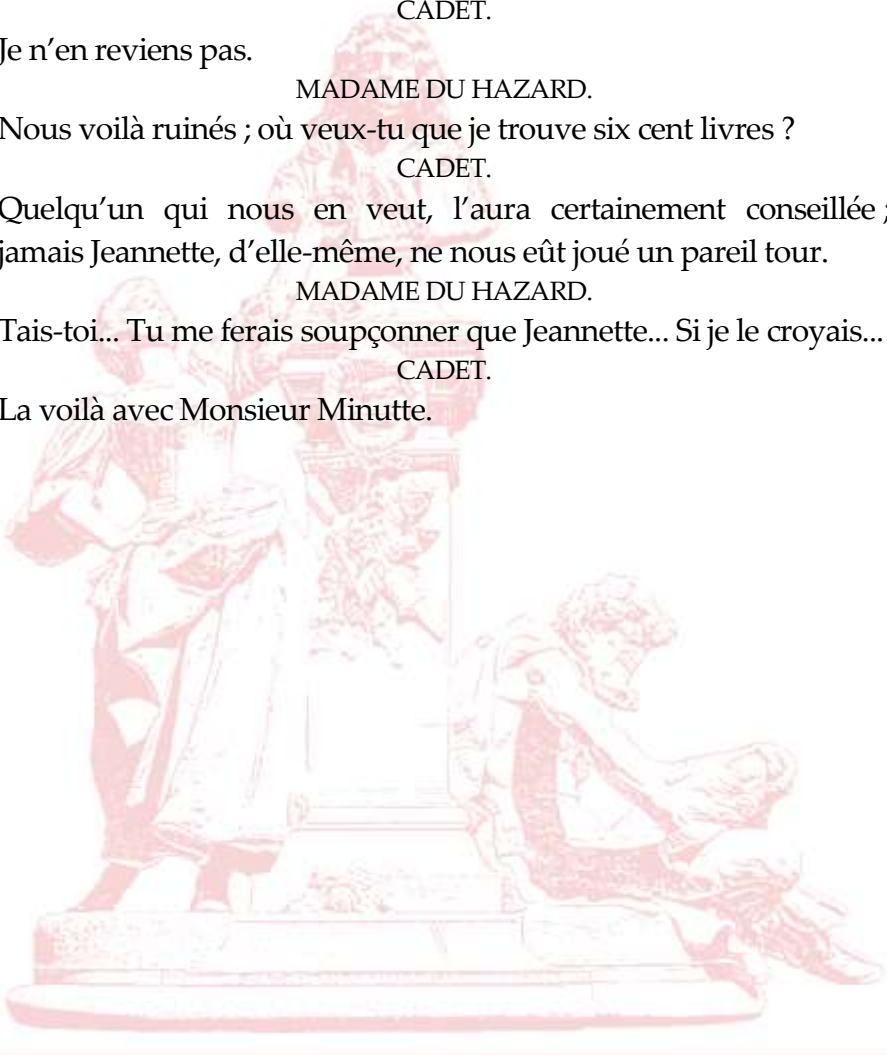 CADET.
Je n’en reviens pas.
MADAME DU HAZARD.
Nous voilà ruinés ; où veux-tu que je trouve six cent livres ?
CADET.
Quelqu’un qui nous en veut, l’aura certainement conseillée ;
jamais Jeannette, d’elle-même, ne nous eût joué un pareil tour.
MADAME DU HAZARD.
Tais-toi... Tu me ferais soupçonner que Jeannette... Si je le croyais...
CADET.
La voilà avec Monsieur Minutte.